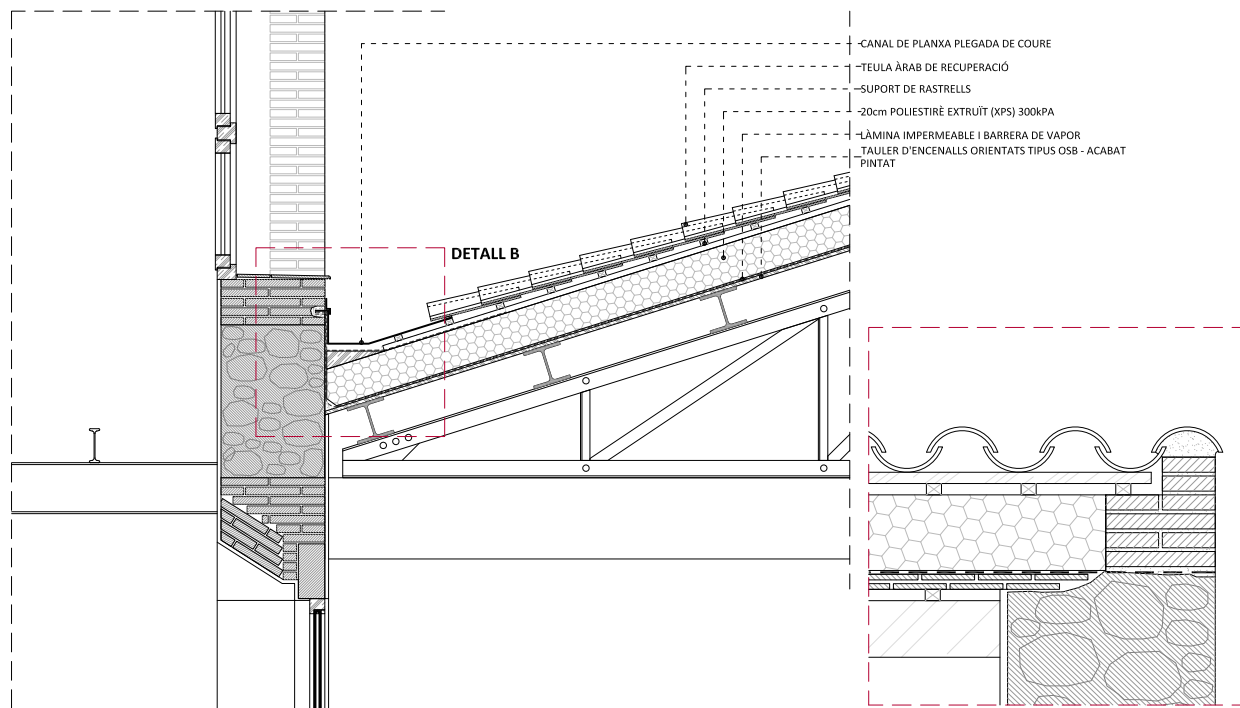 CANAL DE PLANXA PLEGADA DE COURE
TEULA ÀRAB DE RECUPERACIÓ
SUPORT DE RASTRELLS
20cm POLIESTIRÈ EXTRUÏT (XPS) 300kPA
LÀMINA IMPERMEABLE I BARRERA DE VAPOR
TAULER D'ENCENALLS ORIENTATS TIPUS OSB - ACABAT
PINTAT
DETALL B